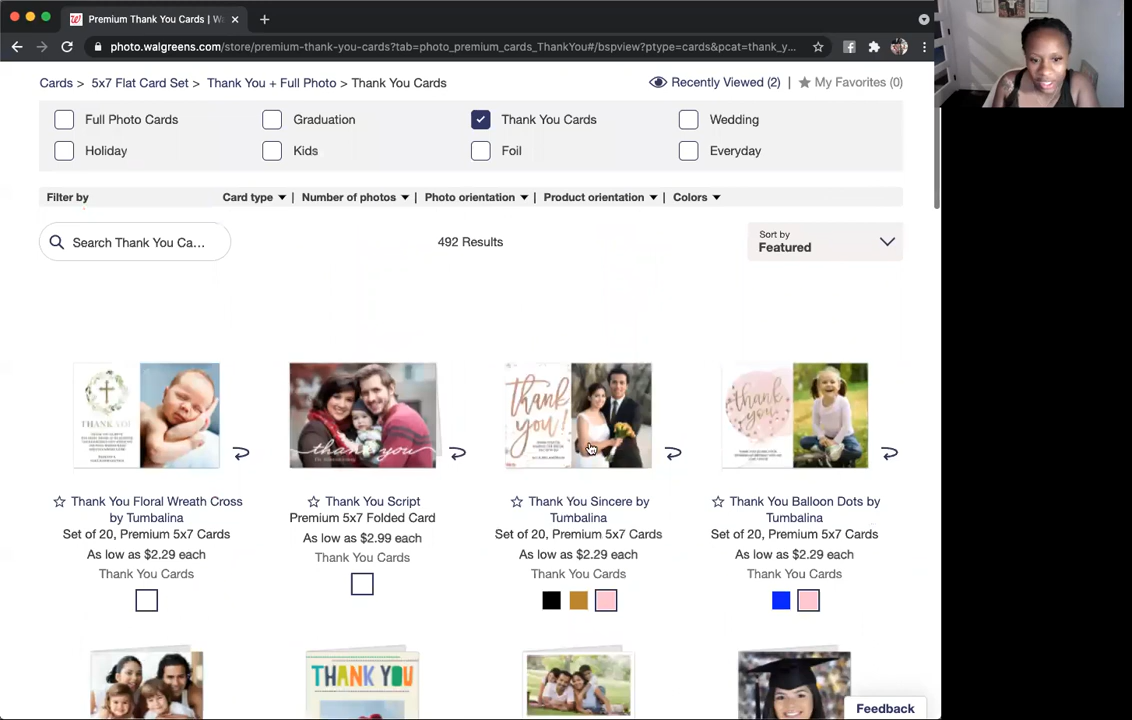 Premium Thank You Cards | W
photo.walgreens.com/store/premium-thank-you-cards?tab=photo_premium_cards_ThankYou#/bspview?ptype=cards&pcat=thank_y...
Cards > 5x7 Flat Card Set > Thank You + Full Photo > Thank You Cards
Recently Viewed (2) | My Favorites (0)
Full Photo Cards Graduation Thank You Cards Wedding
Holiday Kids Foil Everyday
Filter by Card type | Number of photos | Photo orientation | Product orientation | Colors
Search Thank You Ca...
492 Results
Sort by
Featured
THANK YOU
thank you
thank you!
thank you
Thank You Floral Wreath Cross
by Tumbalina
Set of 20, Premium 5x7 Cards
As low as $2.29 each
Thank You Cards
Thank You Script
Premium 5x7 Folded Card
As low as $2.99 each
Thank You Cards
Thank You Sincere by
Tumbalina
Set of 20, Premium 5x7 Cards
As low as $2.29 each
Thank You Cards
Thank You Balloon Dots by
Tumbalina
Set of 20, Premium 5x7 Cards
As low as $2.29 each
Thank You Cards
THANK YOU
Feedback